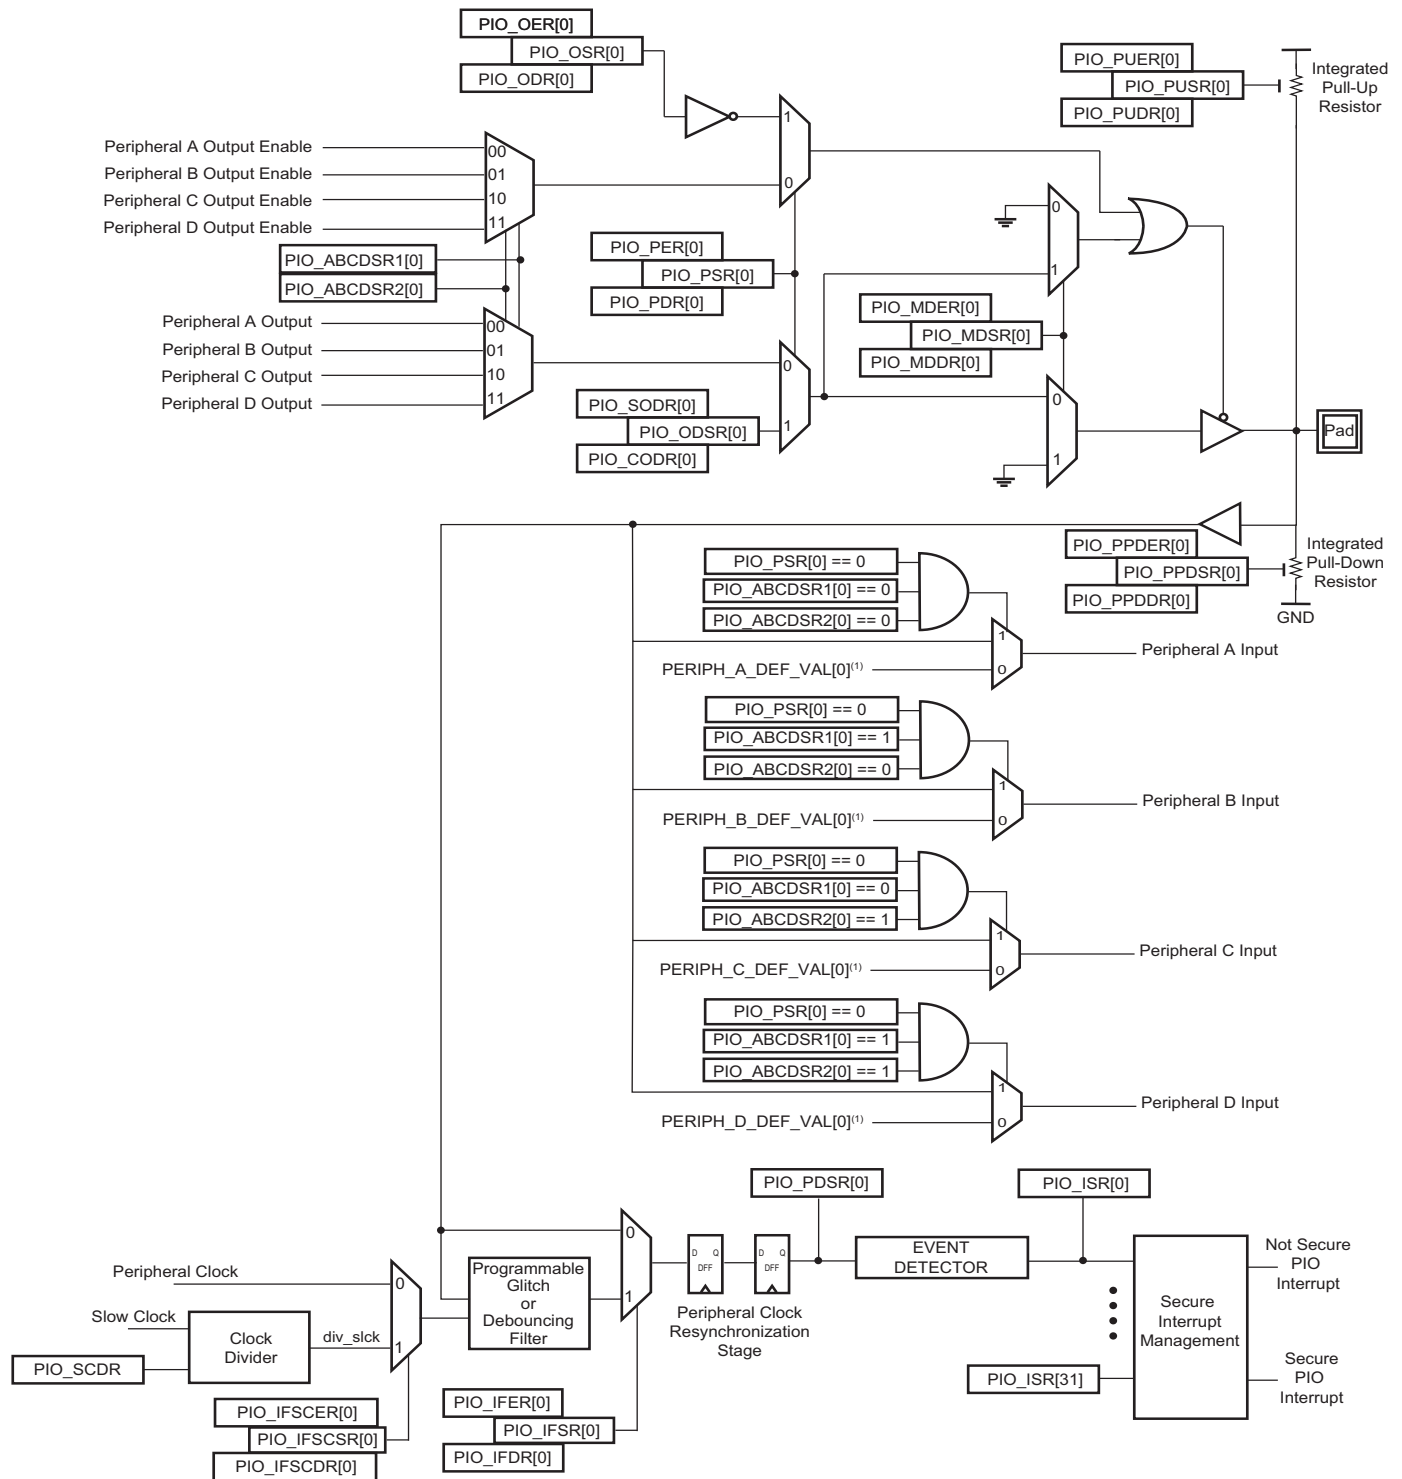 PIO_OER[0]
PIO_OSR[0]
PIO_ODR[0]
PIO_PUER[0]
PIO_PUSR[0]
PIO_PUDR[0]
Integrated
Pull-Up
Resistor
1
0
Peripheral A Output Enable
Peripheral B Output Enable
Peripheral C Output Enable
Peripheral D Output Enable
00
01
10
11
PIO_ABCDSR1[0]
PIO_ABCDSR2[0]
PIO_PER[0]
PIO_PSR[0]
PIO_PDR[0]
0
1
PIO_MDER[0]
PIO_MDSR[0]
PIO_MDDR[0]
Peripheral A Output
Peripheral B Output
Peripheral C Output
Peripheral D Output
00
01
10
11
0
1
PIO_SODR[0]
PIO_ODSR[0]
PIO_CODR[0]
0
1
Pad
PIO_PPDER[0]
PIO_PPDSR[0]
PIO_PPDDR[0]
Integrated
Pull-Down
Resistor
GND
PIO_PSR[0] == 0
PIO_ABCDSR1[0] == 0
PIO_ABCDSR2[0] == 0
1
0
PERIPH_A_DEF_VAL[0](1)
Peripheral A Input
PIO_PSR[0] == 0
PIO_ABCDSR1[0] == 1
PIO_ABCDSR2[0] == 0
1
0
PERIPH_B_DEF_VAL[0](1)
Peripheral B Input
PIO_PSR[0] == 0
PIO_ABCDSR1[0] == 0
PIO_ABCDSR2[0] == 1
1
0
PERIPH_C_DEF_VAL[0](1)
Peripheral C Input
PIO_PSR[0] == 0
PIO_ABCDSR1[0] == 1
PIO_ABCDSR2[0] == 1
1
0
PERIPH_D_DEF_VAL[0](1)
Peripheral D Input
PIO_PDSR[0]
PIO_ISR[0]
Peripheral Clock
Slow Clock
PIO_SCDR
Clock
Divider
div_slck
0
1
Programmable
Glitch
or
Debouncing
Filter
0
1
D Q
DFF
D Q
DFF
Peripheral Clock
Resynchronization
Stage
EVENT
DETECTOR
Secure
Interrupt
Management
PIO_ISR[31]
Not Secure
PIO
Interrupt
Secure
PIO
Interrupt
PIO_IFSCER[0]
PIO_IFSCSR[0]
PIO_IFSCDR[0]
PIO_IFER[0]
PIO_IFSR[0]
PIO_IFDR[0]